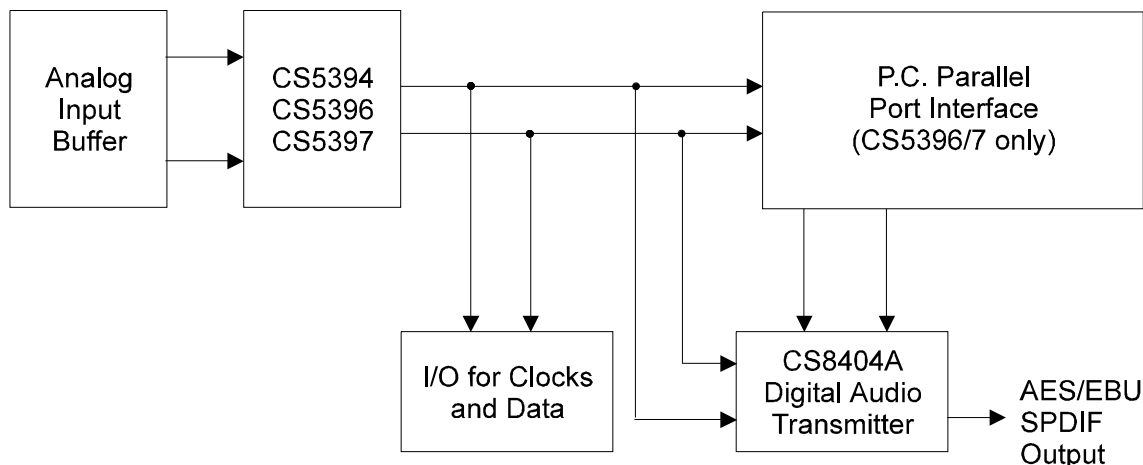 Analog
Input
Buffer
CS5394
CS5396
CS5397
P.C. Parallel
Port Interface
(CS5396/7 only)
I/O for Clocks
and Data
CS8404A
Digital Audio
Transmitter
AES/EBU
SPDIF
Output